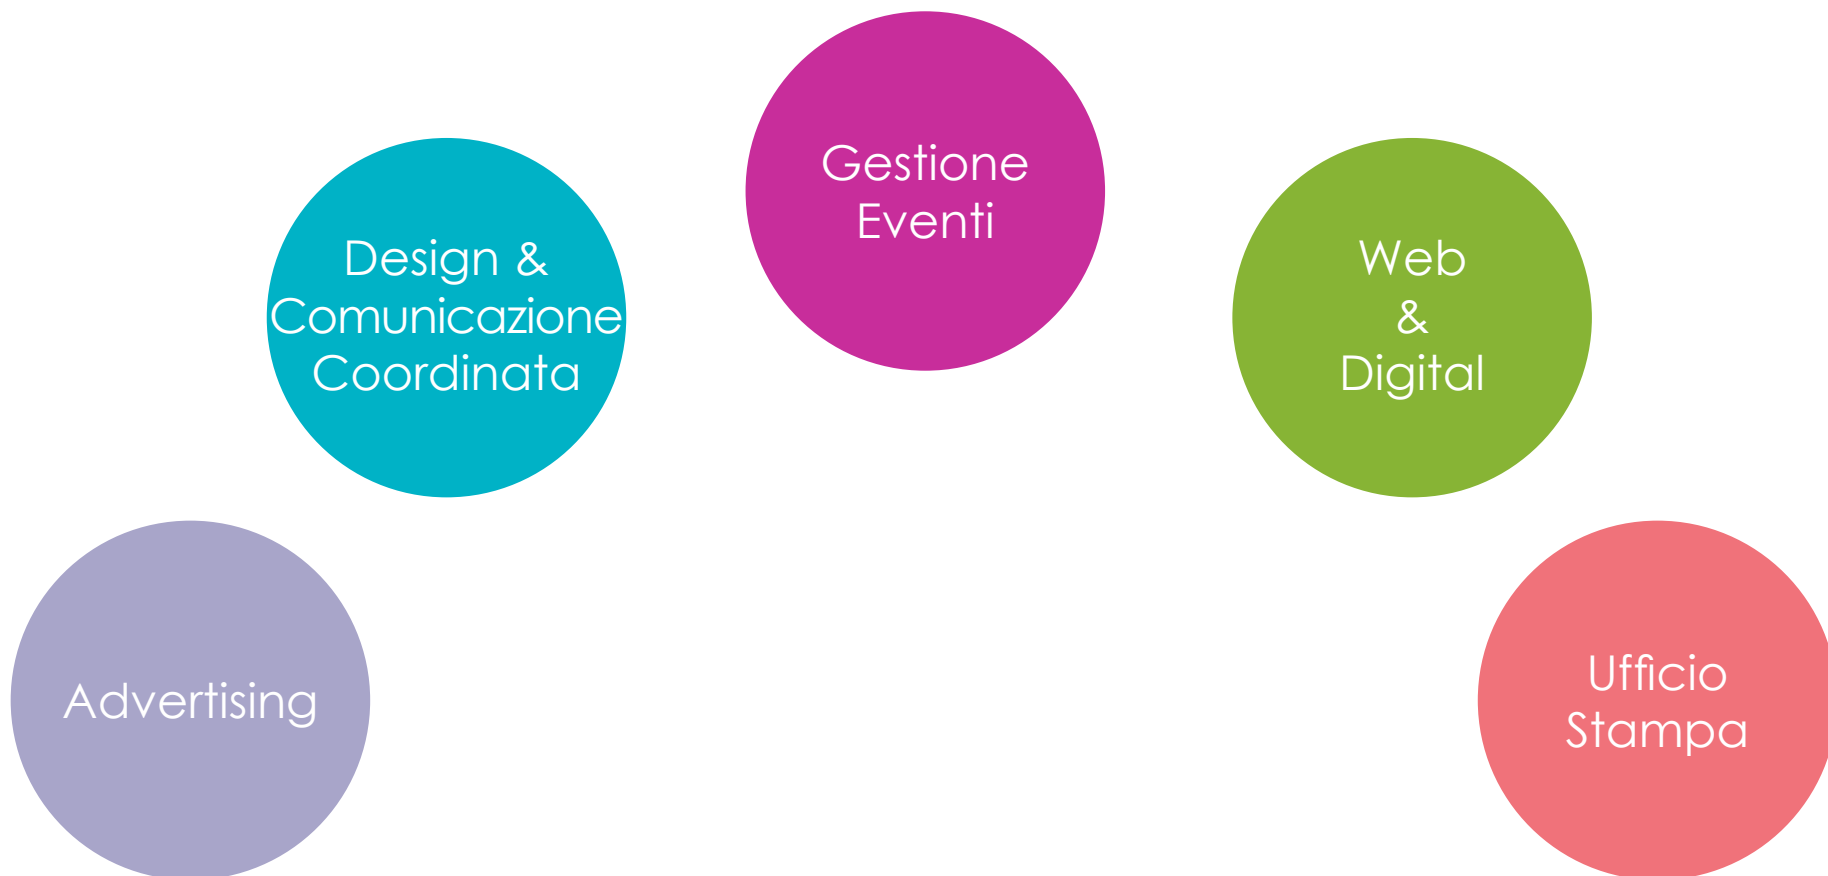 Gestione
Eventi
Design &
Comunicazione
Coordinata
Web
&
Digital
Advertising
Ufficio
Stampa